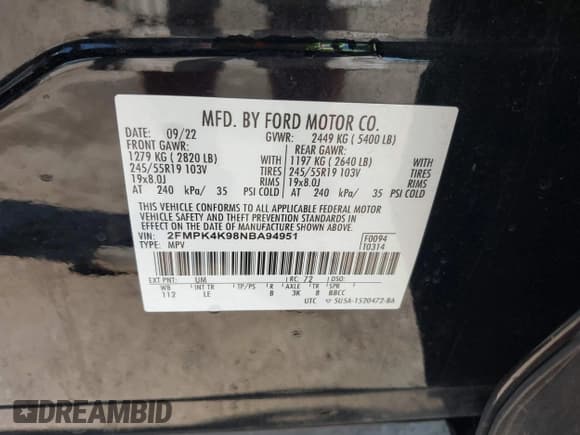 MFD. BY FORD MOTOR CO.
DATE: 09/22 GVWR: 2449 KG ( 5400 LB)
FRONT GAWR: REAR GAWR:
1279 KG ( 2820 LB) WITH 1197 KG ( 2640 LB) WITH
245/55R19 103V TIRES 245/55R19 103V TIRES
19x8.0J RIMS 19x8.0J RIMS
AT 240 kPa/ 35 PSI COLD AT 240 kPa/ 35 PSI COLD
THIS VEHICLE CONFORMS TO ALL APPLICABLE FEDERAL MOTOR
VEHICLE SAFETY AND THEFT PREVENTION STANDARDS IN
EFFECT ON THE DATE OF MANUFACTURE SHOWN ABOVE.
VIN: 2FMPK4K98NBA94951 F0094
TYPE: MPV T0314
EXT PNT: UM RC: 72 DSO:
WB INT TR TP/PS R AXLE TR SPR
112 LE B 3K 8 BBCC
UTC 5U5A-1520472-BA
DREAMBID